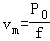 v_m = P_0/f